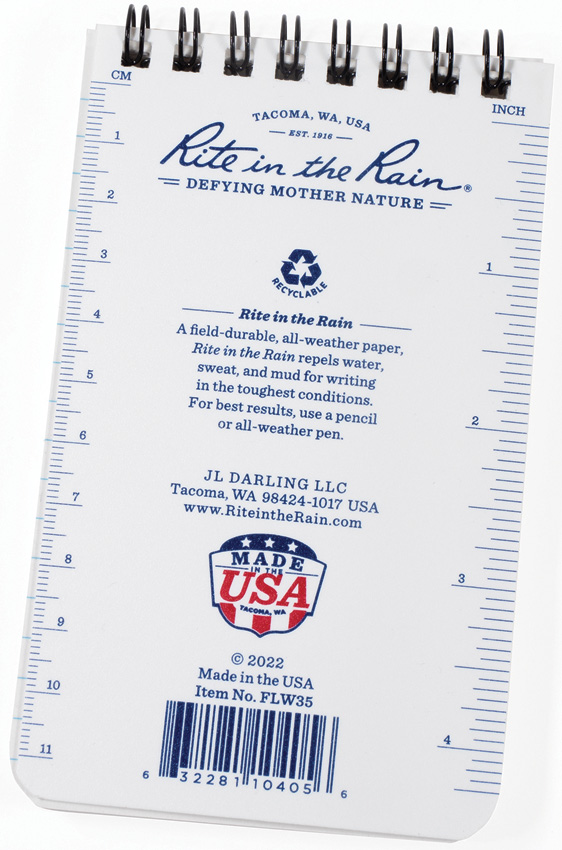 CM
INCH
TACOMA, WA, USA
EST. 1916
Rite in the Rain®
DEFYING MOTHER NATURE
RECYCLABLE
Rite in the Rain
A field-durable, all-weather paper,
Rite in the Rain repels water,
sweat, and mud for writing
in the toughest conditions.
For best results, use a pencil
or all-weather pen.
JL DARLING LLC
Tacoma, WA 98424-1017 USA
www.RiteintheRain.com
MADE
IN THE
USA
TACOMA, WA
© 2022
Made in the USA
Item No. FLW35
6 32281 10405 6
1
2
3
4
5
6
7
8
9
10
11
1
2
3
4